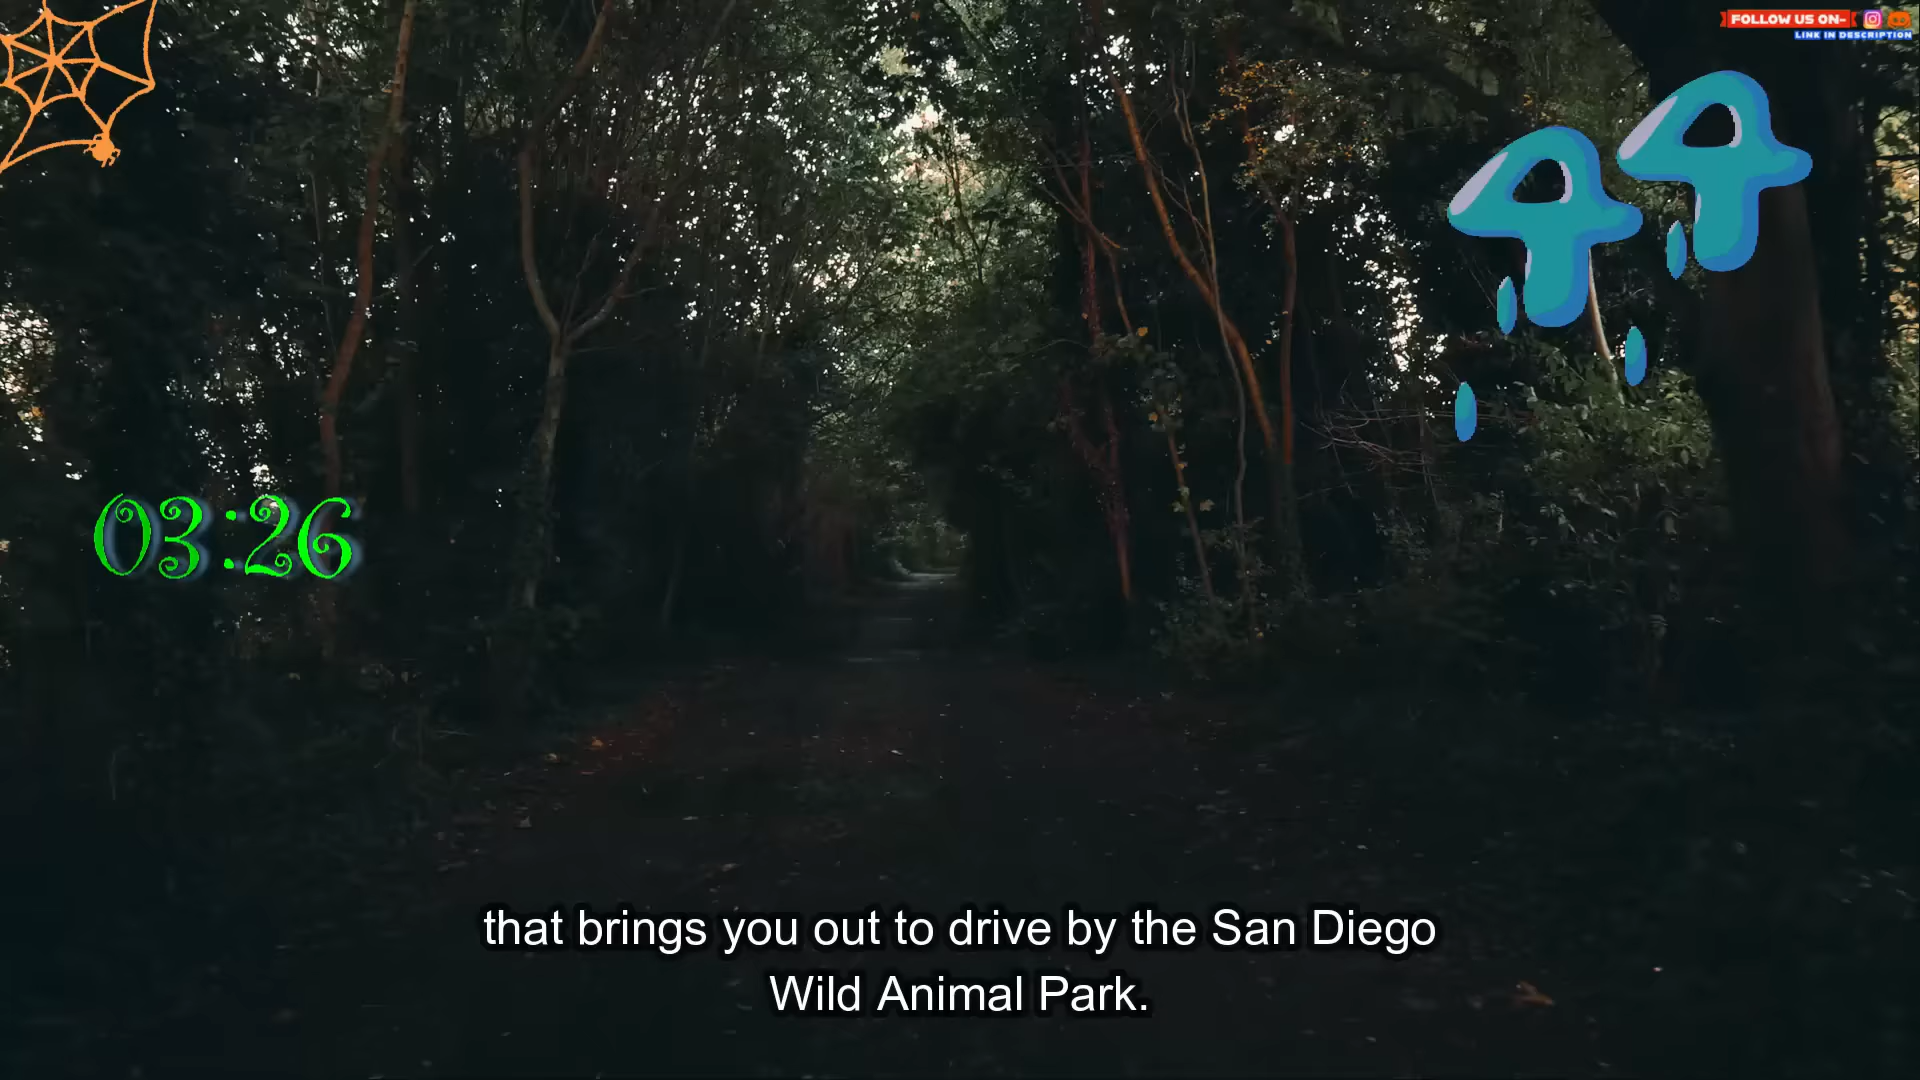 FOLLOW US ON-
LINK IN DESCRIPTION
44
03:26
that brings you out to drive by the San Diego
Wild Animal Park.